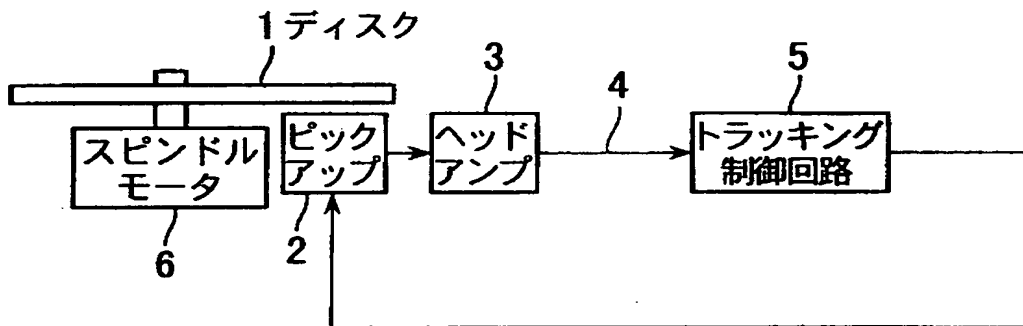 1ディスク
スピンドル
モータ
6
ピック
アップ
2
3
ヘッド
アンプ
4
5
トラッキング
制御回路